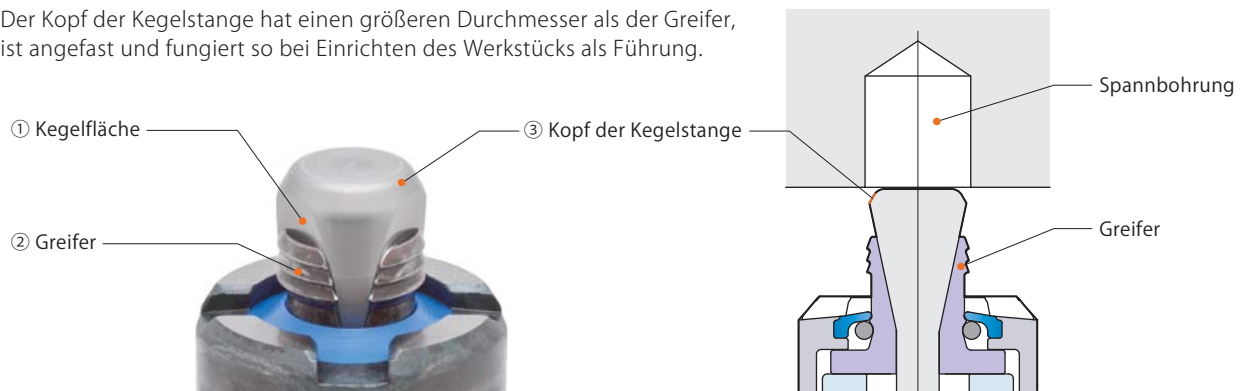 Der Kopf der Kegelstange hat einen größeren Durchmesser als der Greifer,
ist angefast und fungiert so bei Einrichten des Werkstücks als Führung.
① Kegelfläche
③ Kopf der Kegelstange
Spannbohrung
② Greifer
Greifer